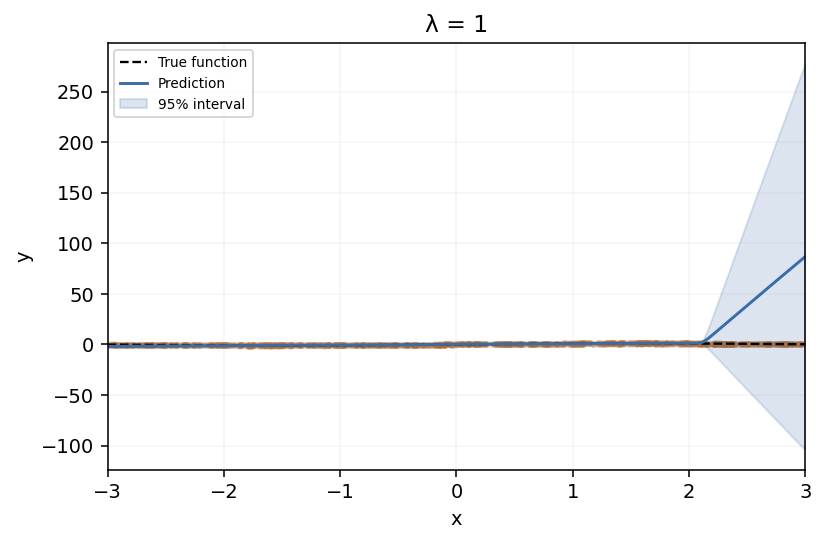 λ = 1
True function
Prediction
95% interval
y
250
200
150
100
50
0
−50
−100
−3 −2 −1 0 1 2 3
x